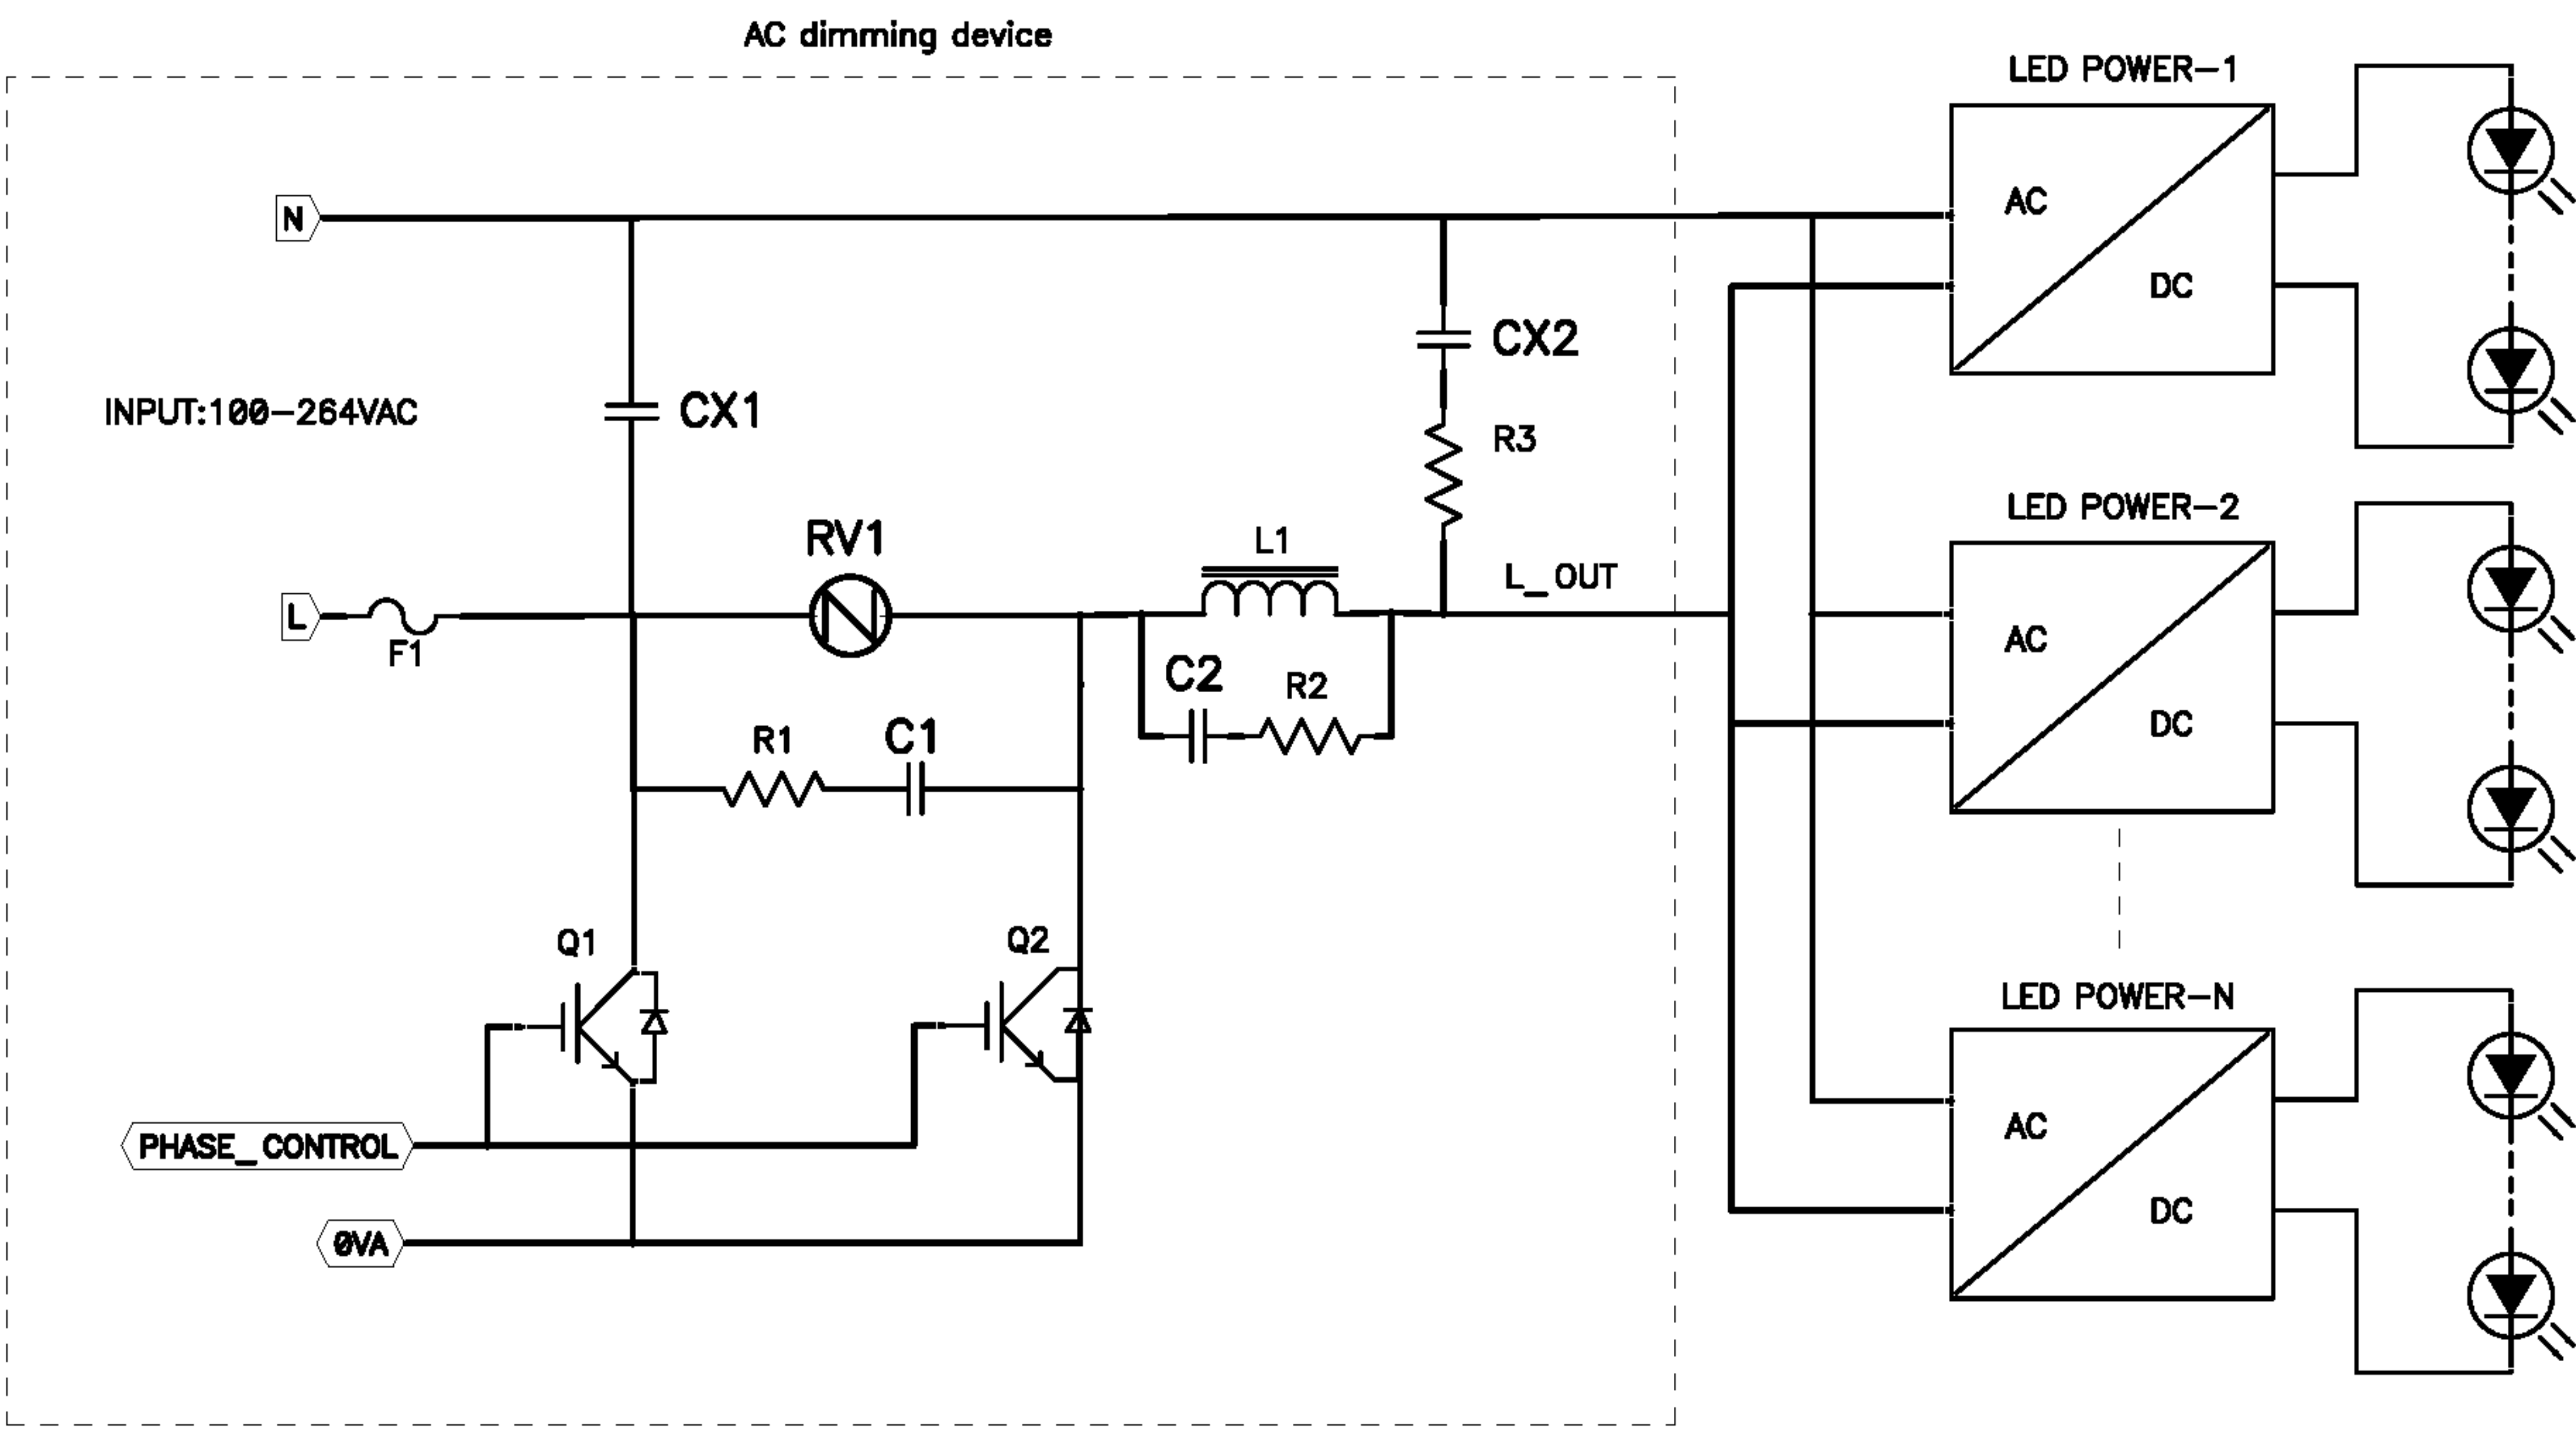 AC dimming device
LED POWER-1
N
AC
DC
CX2
INPUT:100-264VAC
CX1
R3
RV1
L1
L_OUT
LED POWER-2
L
F1
C2
R2
R1
C1
AC
DC
Q1
Q2
LED POWER-N
PHASE_CONTROL
0VA
AC
DC